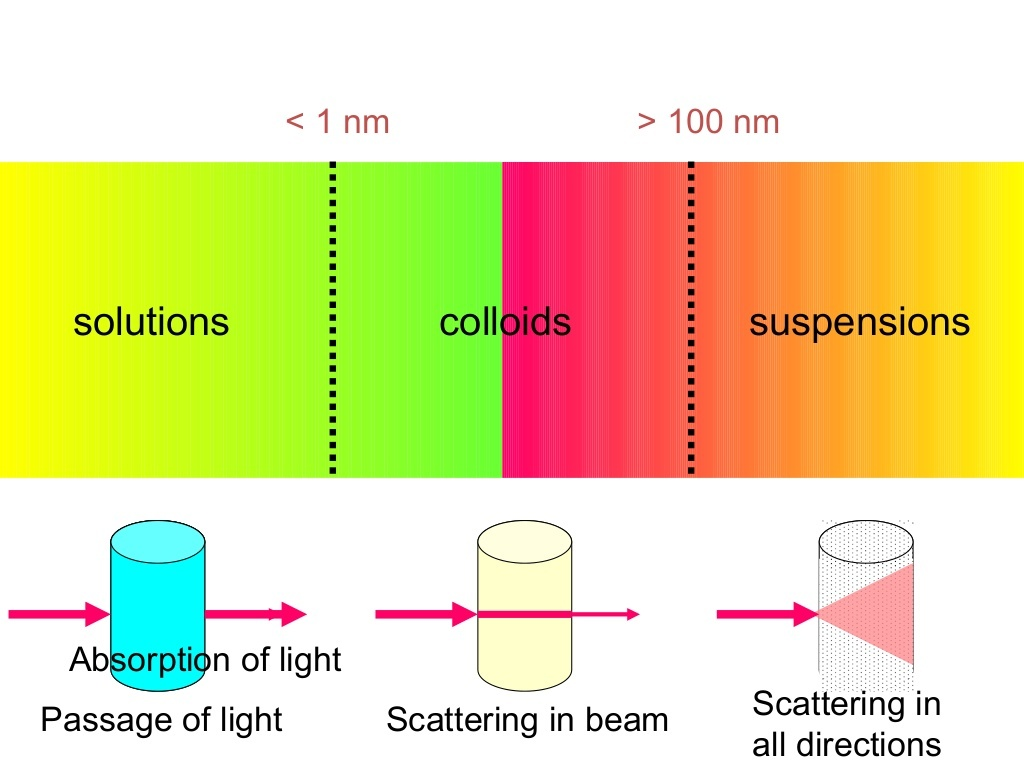 < 1 nm
> 100 nm
solutions
colloids
suspensions
Absorption of light
Passage of light
Scattering in beam
Scattering in
all directions